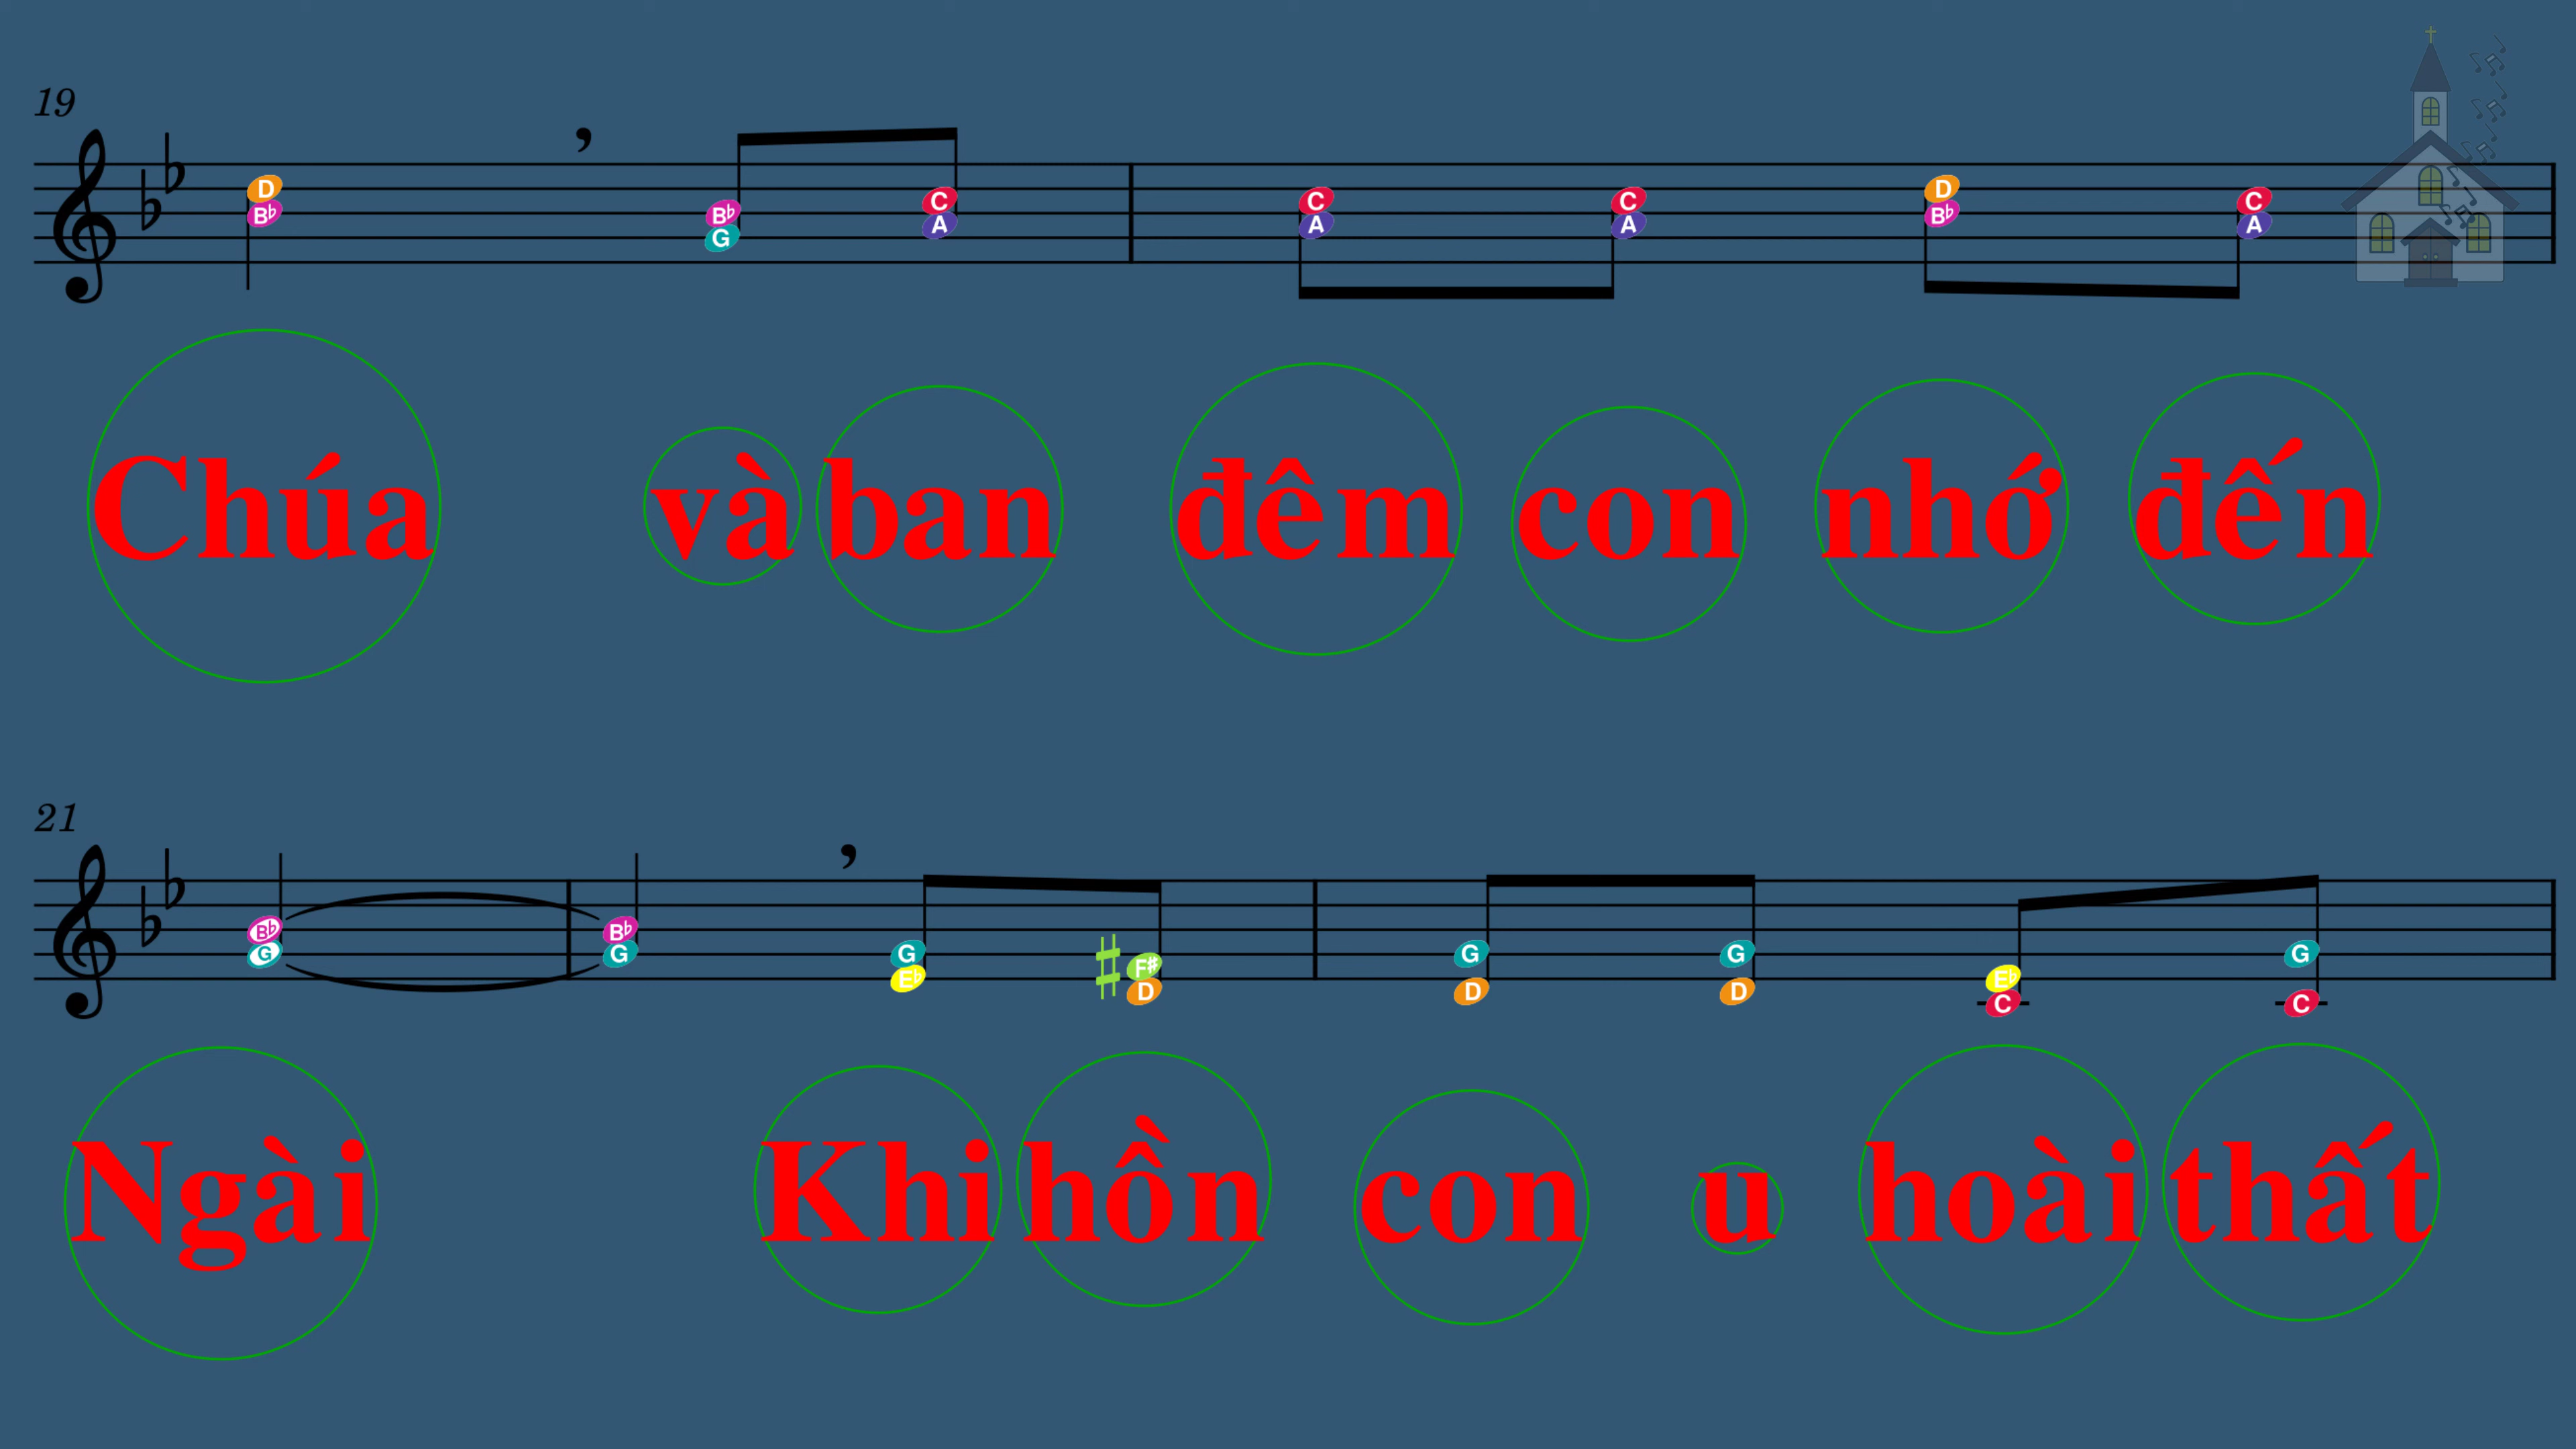 19
D B♭ B♭ G C A C A C A D B♭ C A
Chúa và ban đêm con nhớ đến
21
B♭ G B♭ G G E♭ F# D G D G D E♭ C G C
Ngài Khi hồn con u hoài thất